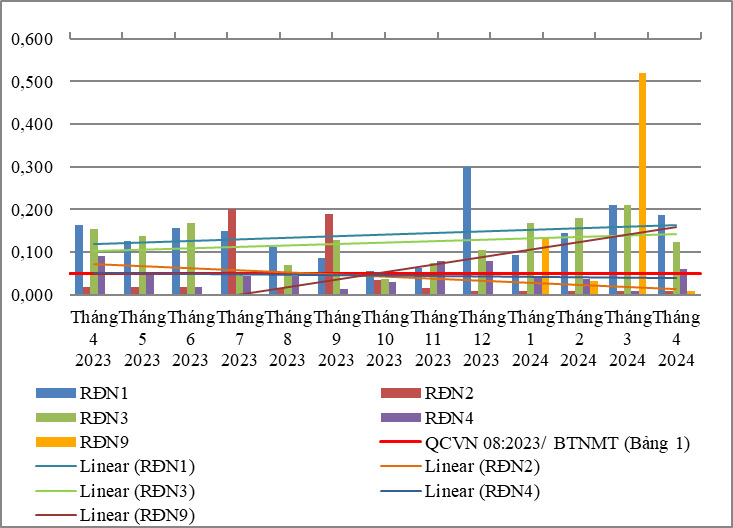 0,600
0,500
0,400
0,300
0,200
0,100
0,000
Tháng Tháng Tháng Tháng Tháng Tháng Tháng Tháng Tháng Tháng Tháng Tháng Tháng
4 5 6 7 8 9 10 11 12 1 2 3 4
2023 2023 2023 2023 2023 2023 2023 2023 2023 2024 2024 2024 2024
RĐN1 RĐN2
RĐN3 RĐN4
RĐN9 QCVN 08:2023/ BTNMT (Bảng 1)
Linear (RĐN1) Linear (RĐN2)
Linear (RĐN3) Linear (RĐN4)
Linear (RĐN9)